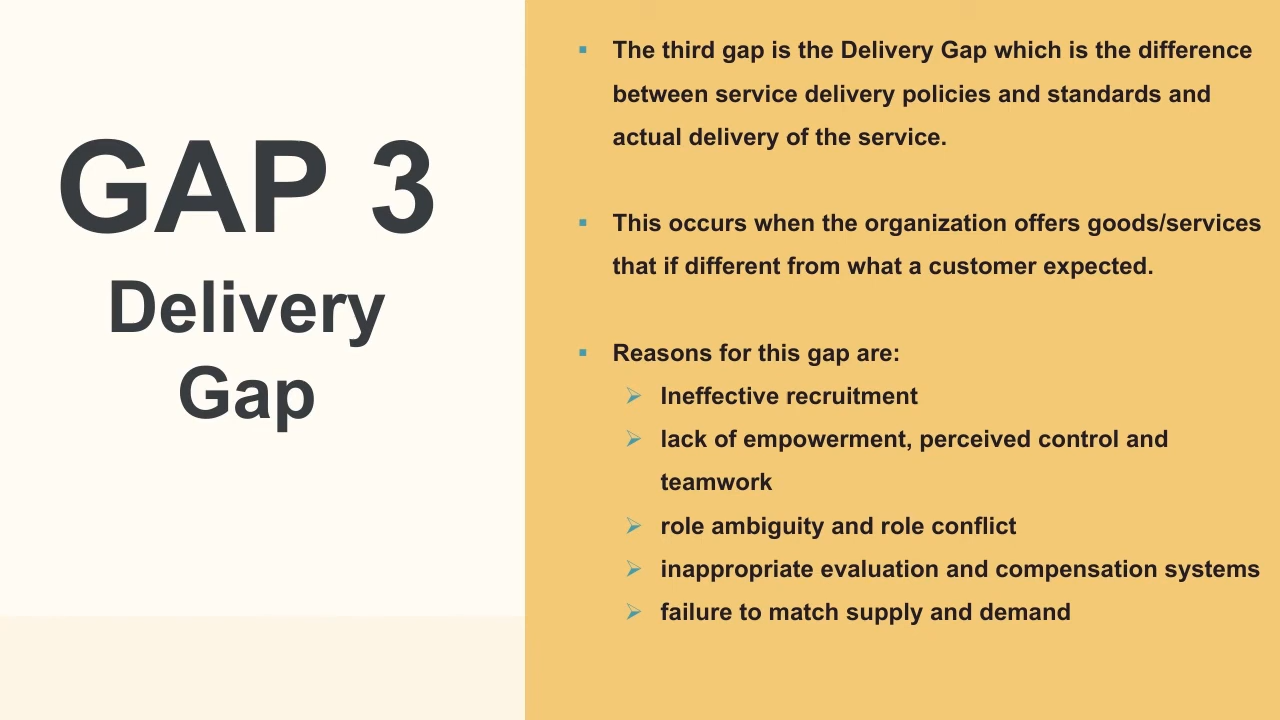 GAP 3
Delivery
Gap
▪ The third gap is the Delivery Gap which is the difference
between service delivery policies and standards and
actual delivery of the service.
▪ This occurs when the organization offers goods/services
that if different from what a customer expected.
▪ Reasons for this gap are:
➢ Ineffective recruitment
➢ lack of empowerment, perceived control and
teamwork
➢ role ambiguity and role conflict
➢ inappropriate evaluation and compensation systems
➢ failure to match supply and demand